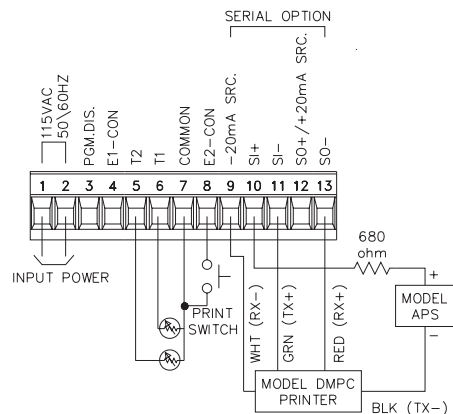 SERIAL OPTION
115VAC
50\60HZ
PGM.DIS.
E1-CON
T2
T1
COMMON
E2-CON
-20mA SRC.
SI+
SI-
SO+/+20mA SRC.
SO-
1 2 3 4 5 6 7 8 9 10 11 12 13
INPUT POWER
680
ohm
+
MODEL
APS
-
PRINT
SWITCH
WHT (RX-)
GRN (TX+)
RED (RX+)
MODEL DMPC
PRINTER
BLK (TX-)